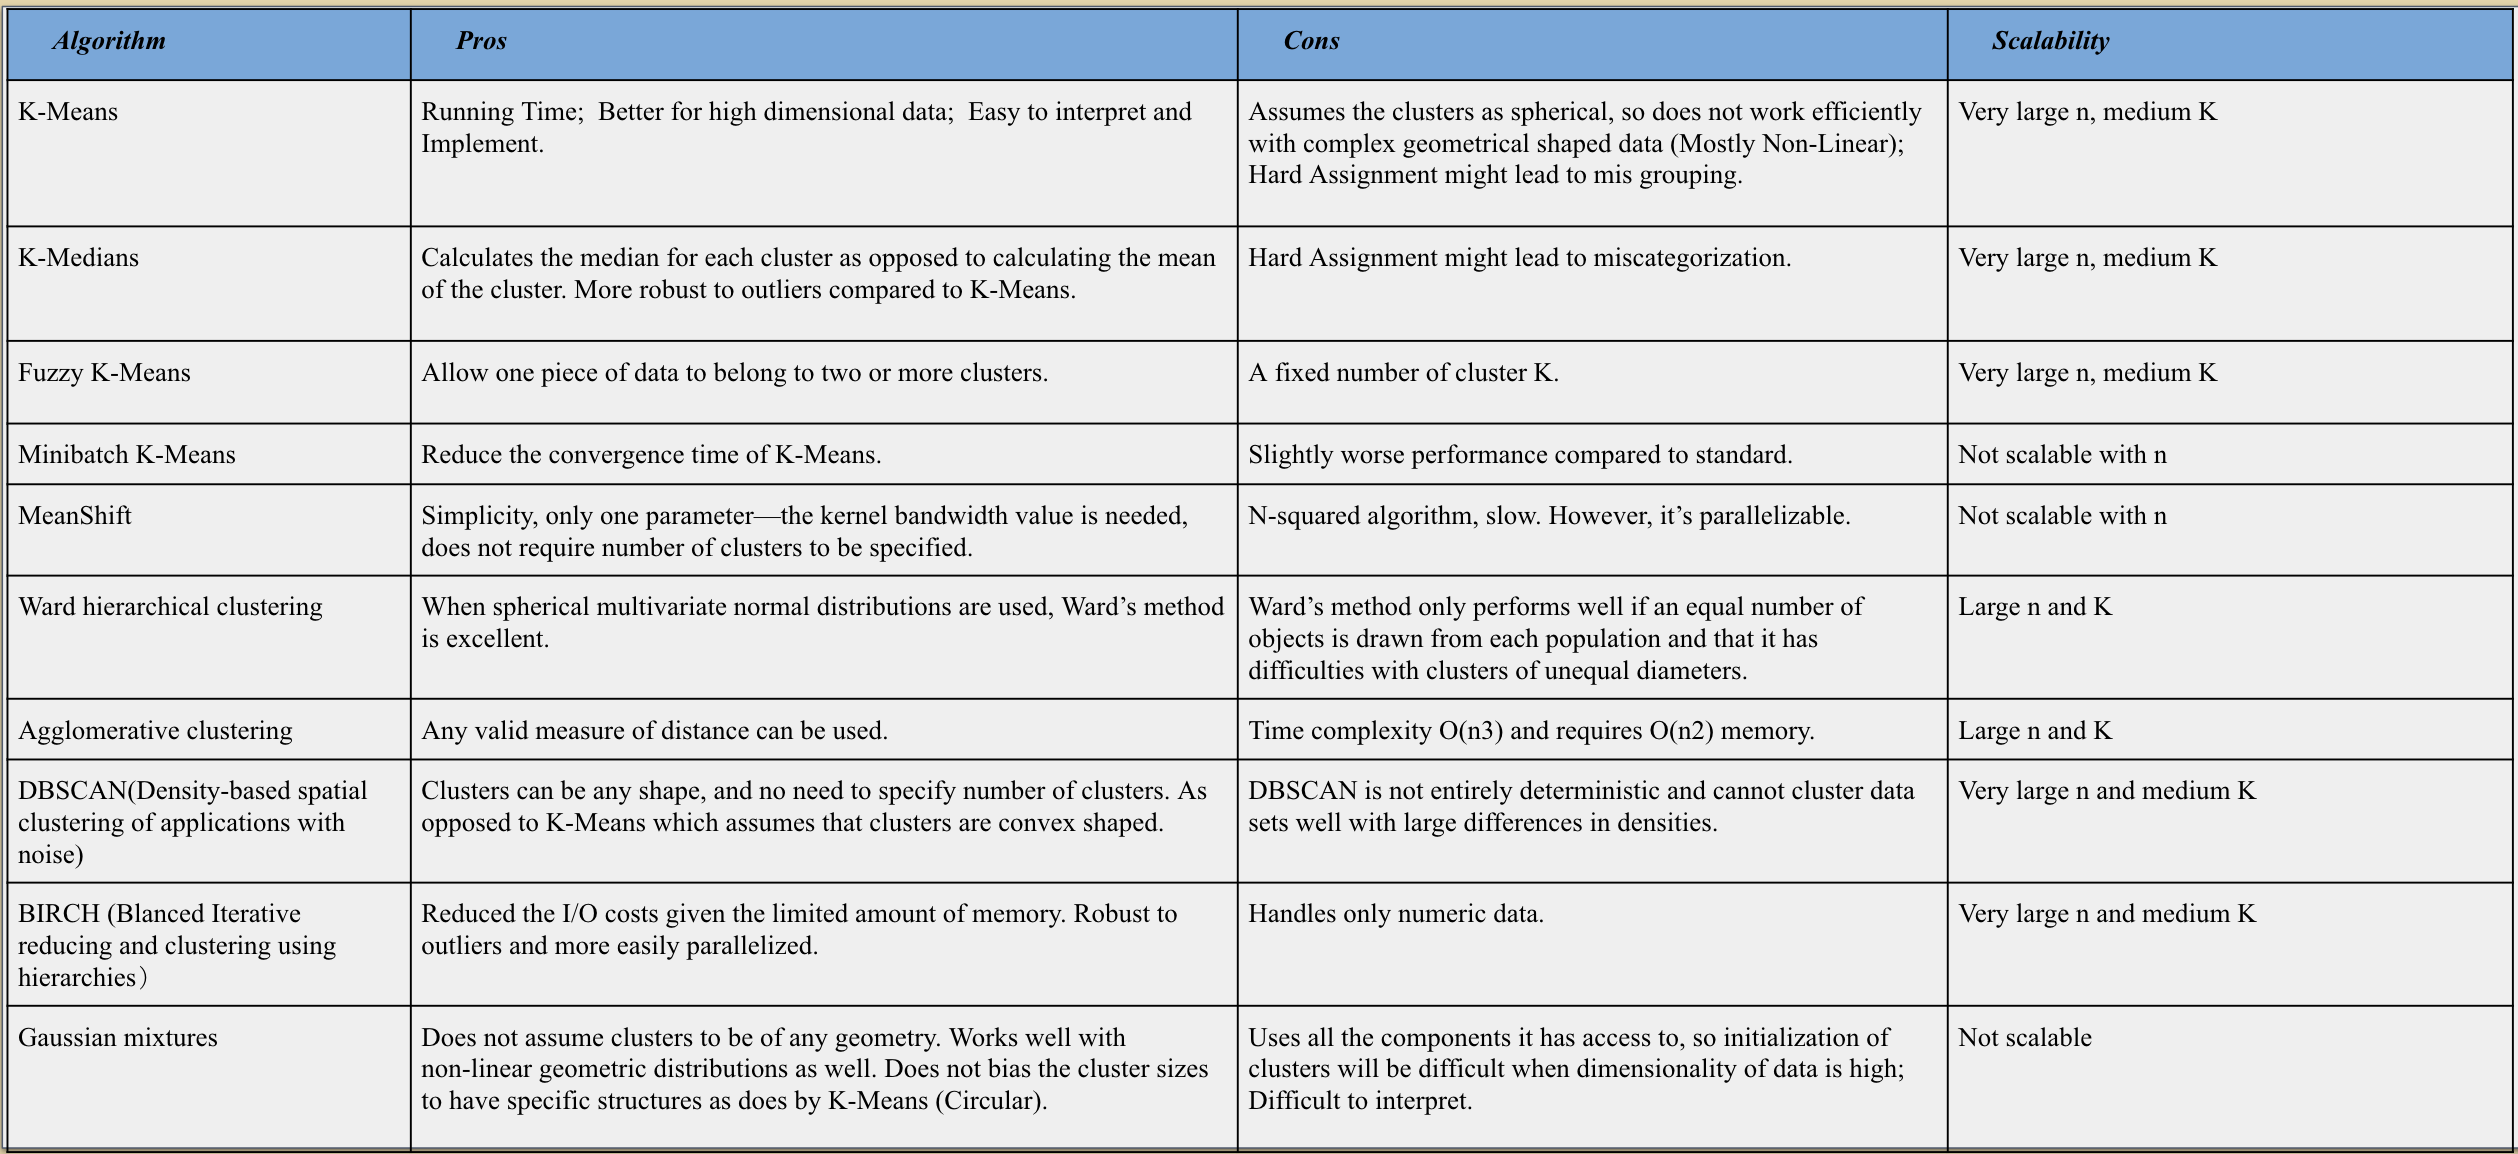 Algorithm Pros Cons Scalability
K-Means
Running Time;  Better for high dimensional data;  Easy to interpret and
Implement.
Assumes the clusters as spherical, so does not work efficiently
with complex geometrical shaped data (Mostly Non-Linear);
Hard Assignment might lead to mis grouping.
Very large n, medium K
K-Medians
Calculates the median for each cluster as opposed to calculating the mean
of the cluster. More robust to outliers compared to K-Means.
Hard Assignment might lead to miscategorization.
Very large n, medium K
Fuzzy K-Means
Allow one piece of data to belong to two or more clusters.
A fixed number of cluster K.
Very large n, medium K
Minibatch K-Means
Reduce the convergence time of K-Means.
Slightly worse performance compared to standard.
Not scalable with n
MeanShift
Simplicity, only one parameter—the kernel bandwidth value is needed,
does not require number of clusters to be specified.
N-squared algorithm, slow. However, it’s parallelizable.
Not scalable with n
Ward hierarchical clustering
When spherical multivariate normal distributions are used, Ward’s method
is excellent.
Ward’s method only performs well if an equal number of
objects is drawn from each population and that it has
difficulties with clusters of unequal diameters.
Large n and K
Agglomerative clustering
Any valid measure of distance can be used.
Time complexity O(n3) and requires O(n2) memory.
Large n and K
DBSCAN(Density-based spatial
clustering of applications with
noise)
Clusters can be any shape, and no need to specify number of clusters. As
opposed to K-Means which assumes that clusters are convex shaped.
DBSCAN is not entirely deterministic and cannot cluster data
sets well with large differences in densities.
Very large n and medium K
BIRCH (Blanced Iterative
reducing and clustering using
hierarchies）
Reduced the I/O costs given the limited amount of memory. Robust to
outliers and more easily parallelized.
Handles only numeric data.
Very large n and medium K
Gaussian mixtures
Does not assume clusters to be of any geometry. Works well with
non-linear geometric distributions as well. Does not bias the cluster sizes
to have specific structures as does by K-Means (Circular).
Uses all the components it has access to, so initialization of
clusters will be difficult when dimensionality of data is high;
Difficult to interpret.
Not scalable